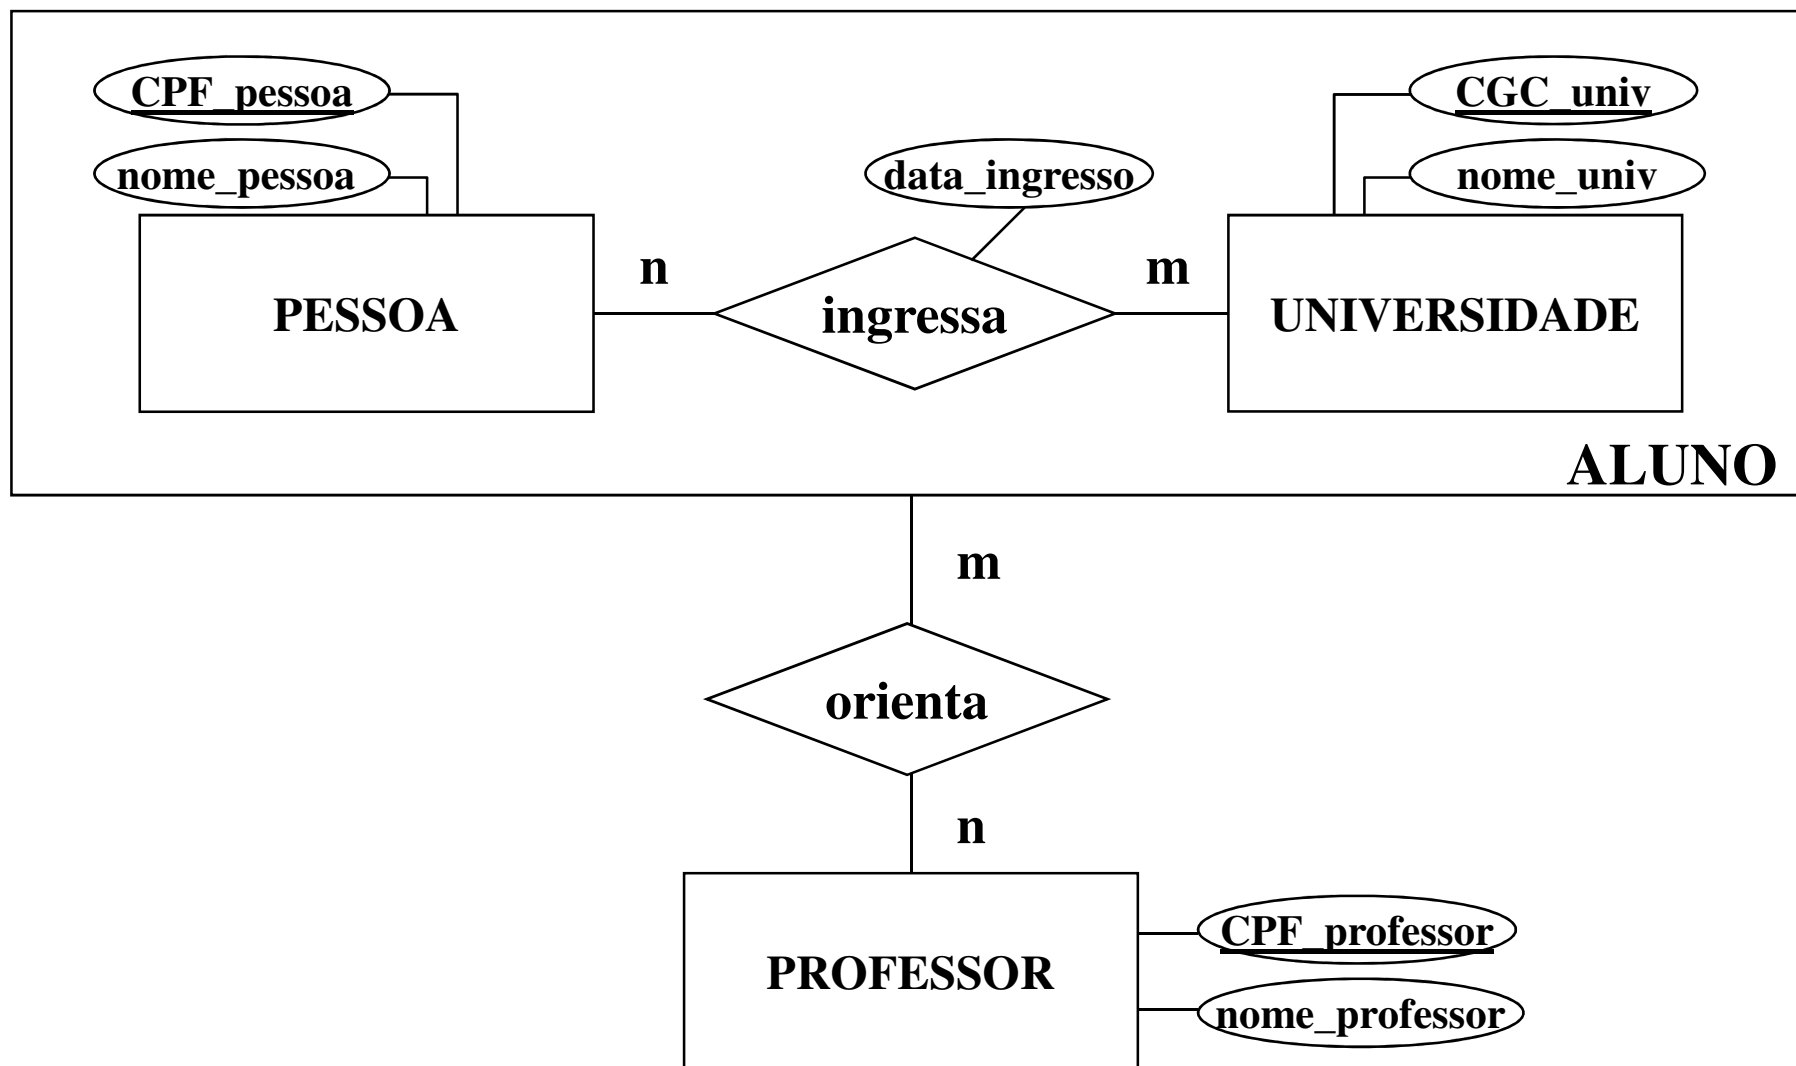 CPF_pessoa
CGC_univ
nome_pessoa
data_ingresso
nome_univ
n
m
PESSOA
ingressa
UNIVERSIDADE
ALUNO
m
orienta
n
CPF_professor
PROFESSOR
nome_professor